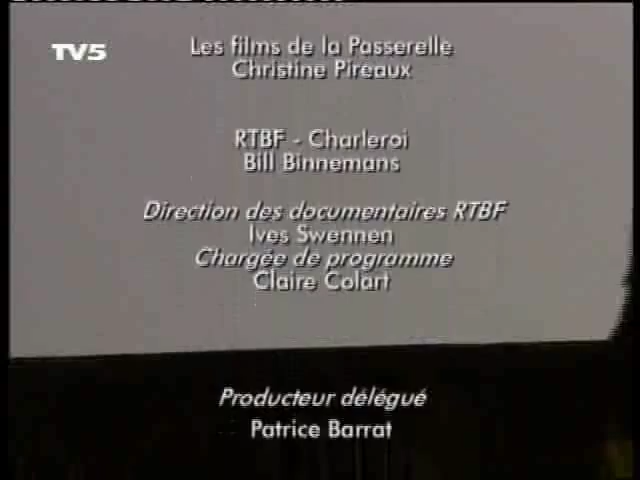 TV5
Les films de la Passerelle
Christine Pireaux
RTBF - Charleroi
Bill Binnemans
Direction des documentaires RTBF
Ives Swennen
Chargée de programme
Claire Colart
Producteur délégué
Patrice Barrat